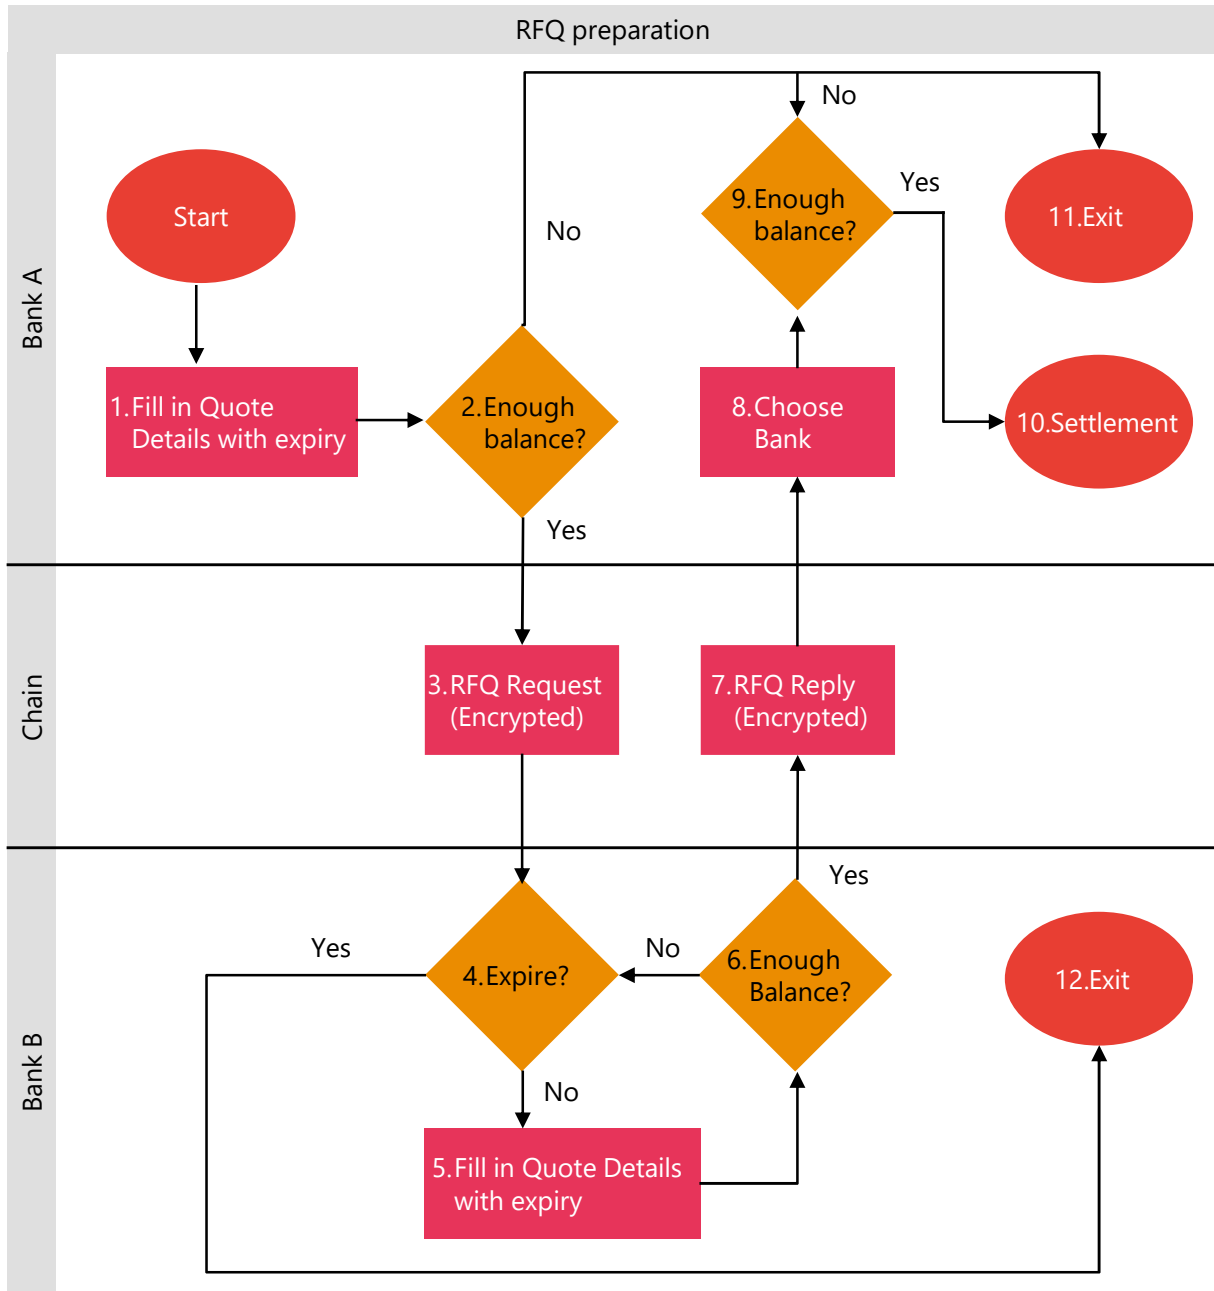 RFQ preparation
Bank A
Start
1.Fill in Quote
Details with expiry
No
2.Enough
balance?
Yes
No
9.Enough
balance?
Yes
11.Exit
8.Choose
Bank
10.Settlement
Chain
3.RFQ Request
(Encrypted)
7.RFQ Reply
(Encrypted)
Bank B
Yes
4.Expire?
No
No
6.Enough
Balance?
Yes
12.Exit
5.Fill in Quote Details
with expiry